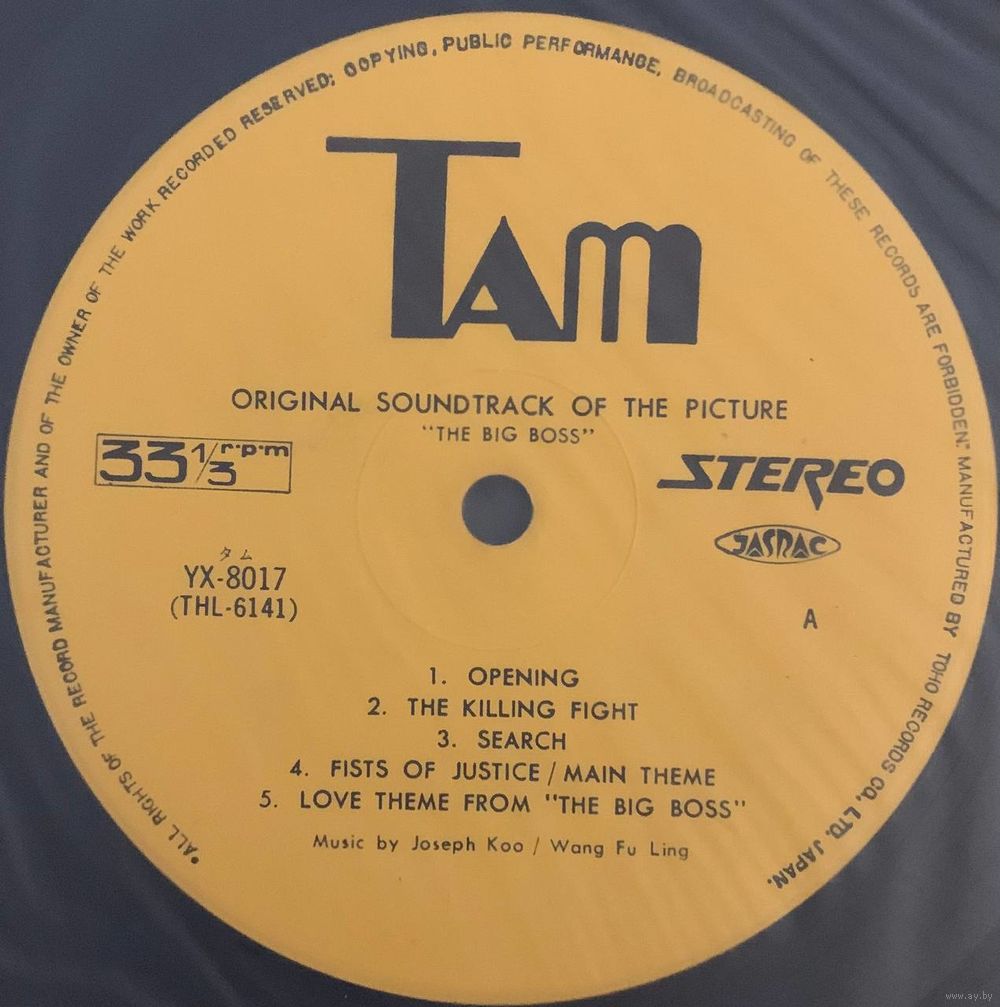 •ALL RIGHTS OF THE RECORD MANUFACTURER AND OF THE OWNER OF THE WORK RECORDED RESERVED; COPYING, PUBLIC PERFORMANCE, BROADCASTING OF THESE RECORDS ARE FORBIDDEN." MANUFACTURED BY TOHO RECORDS CO., LTD. JAPAN.
TAM
ORIGINAL SOUNDTRACK OF THE PICTURE
"THE BIG BOSS"
33 1/3 r·p·m
STEREO
JASRAC
タム
YX-8017
(THL-6141)
A
1. OPENING
2. THE KILLING FIGHT
3. SEARCH
4. FISTS OF JUSTICE / MAIN THEME
5. LOVE THEME FROM "THE BIG BOSS"
Music by Joseph Koo / Wang Fu Ling
www.ay.by